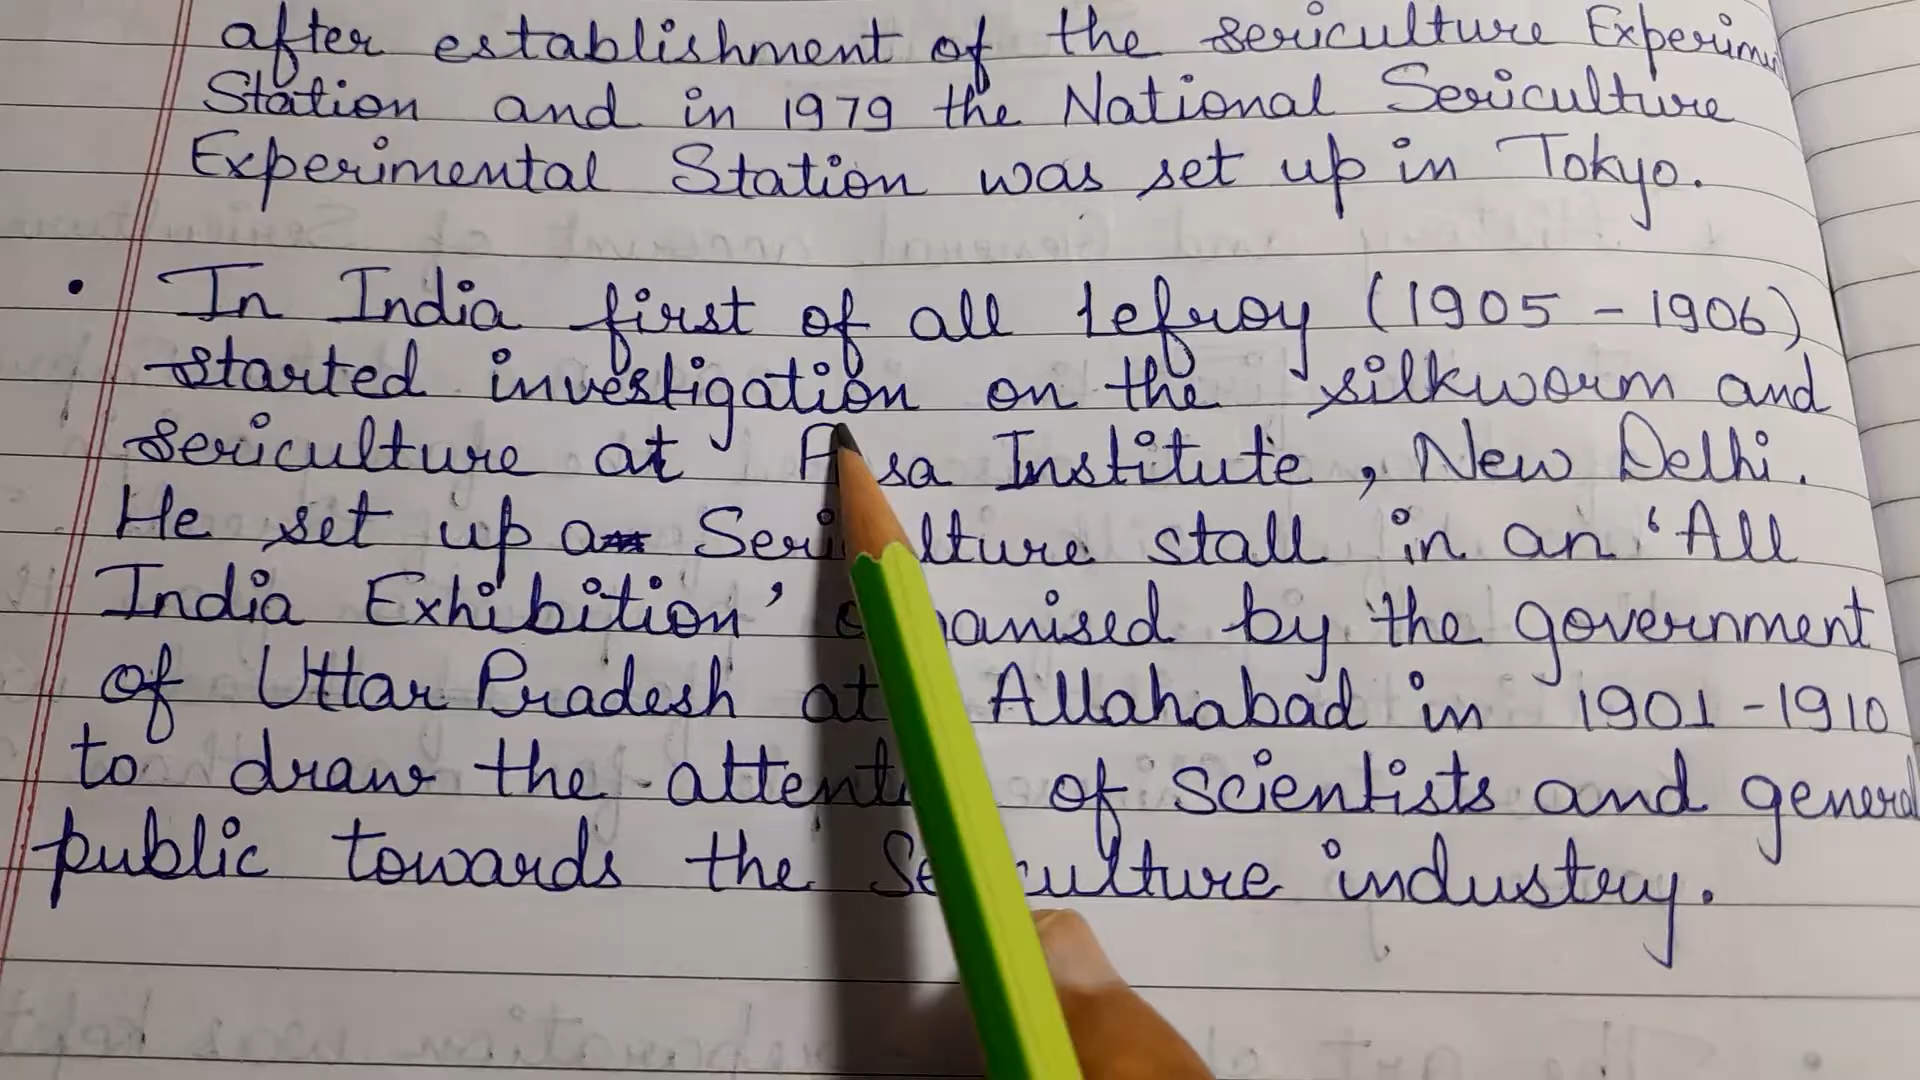 after establishment of the sericulture Experim
Station and in 1979 the National Sericulture
Experimental Station was set up in Tokyo.
• In India first of all lefroy (1905 - 1906)
started investigation on the silkworm and
sericulture at Institute, New Delhi.
He set up a stall in an 'All
India Exhibition' by the government
of Uttar Pradesh at Allahabad in 1901 - 1910
to draw the of scientists and general
public towards the industry.